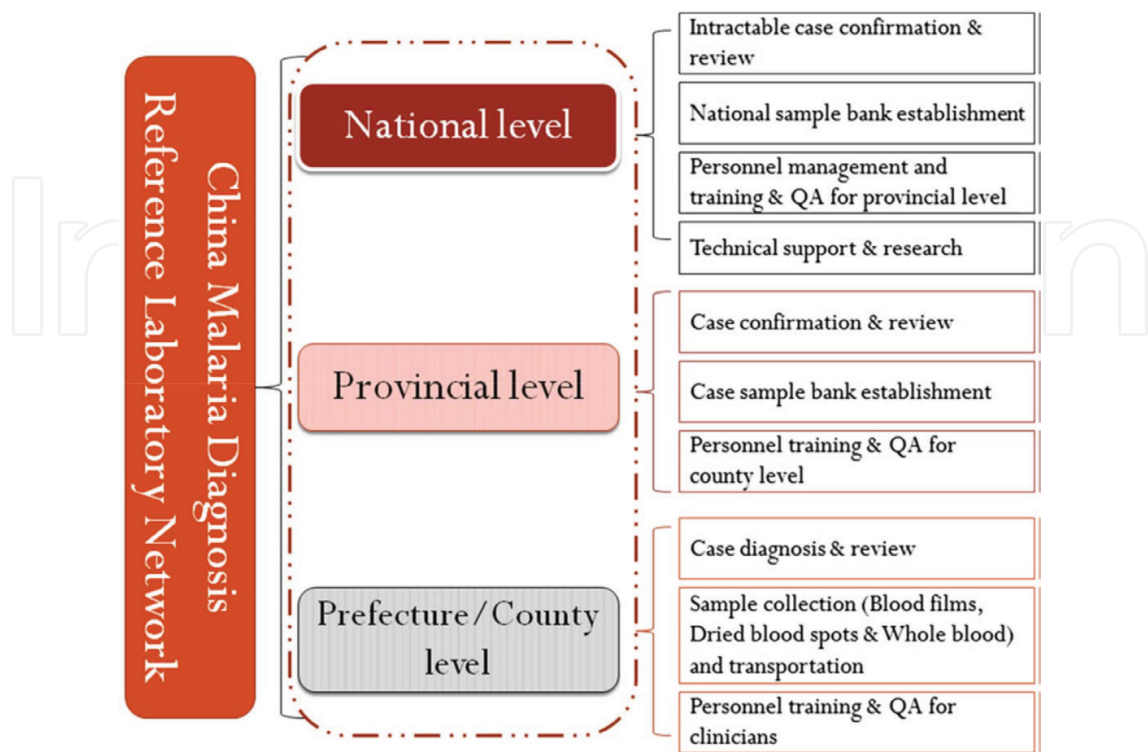 China Malaria Diagnosis
Reference Laboratory Network
National level
Intractable case confirmation &
review
National sample bank establishment
Personnel management and
training & QA for provincial level
Technical support & research
Provincial level
Case confirmation & review
Case sample bank establishment
Personnel training & QA for
county level
Prefecture/County
level
Case diagnosis & review
Sample collection (Blood films,
Dried blood spots & Whole blood)
and transportation
Personnel training & QA for
clinicians